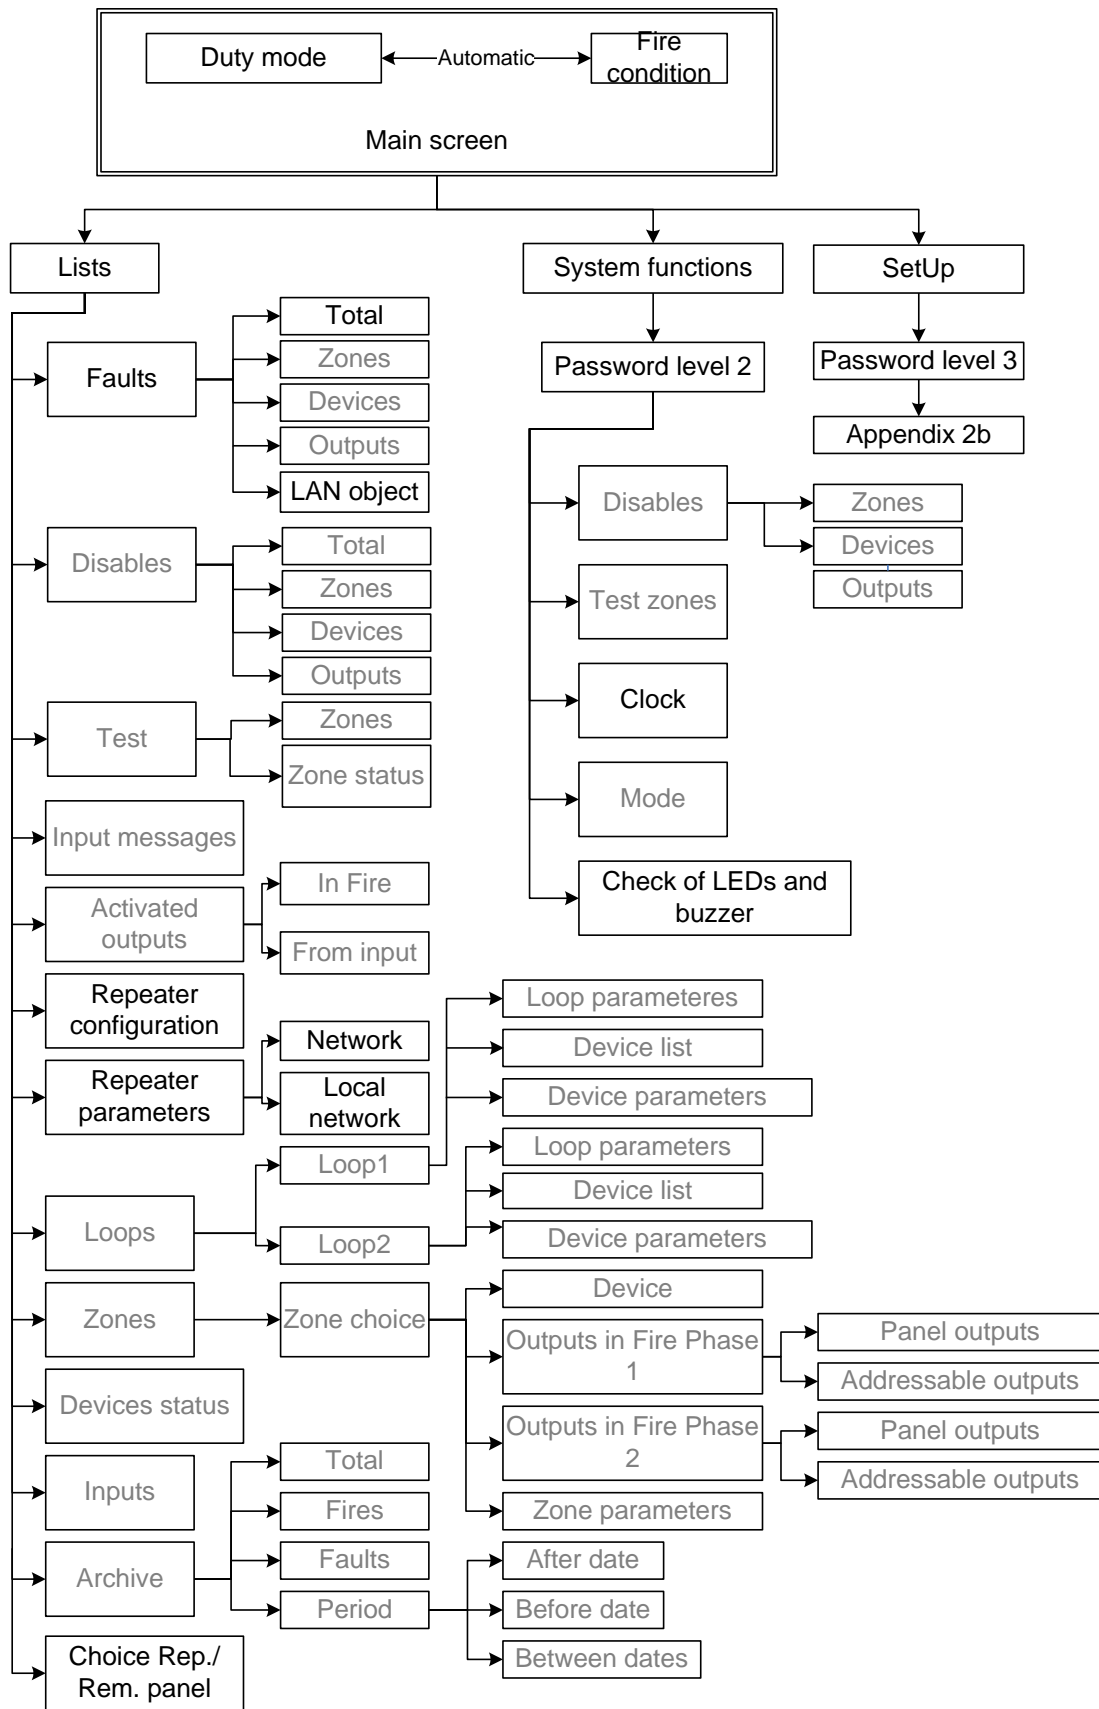 Duty mode
Automatic
Fire
condition
Main screen
Lists
System functions
SetUp
Total
Zones
Faults
Devices
Outputs
LAN object
Password level 2
Password level 3
Appendix 2b
Disables
Total
Zones
Devices
Outputs
Disables
Zones
Devices
Outputs
Test zones
Test
Zones
Zone status
Clock
Mode
Input messages
Activated
outputs
In Fire
From input
Check of LEDs and
buzzer
Repeater
configuration
Repeater
parameters
Network
Local
network
Loop parameteres
Device list
Device parameters
Loops
Loop1
Loop2
Loop parameters
Device list
Device parameters
Zones
Zone choice
Device
Outputs in Fire Phase
1
Panel outputs
Addressable outputs
Outputs in Fire Phase
2
Panel outputs
Addressable outputs
Zone parameters
Devices status
Inputs
Archive
Total
Fires
Faults
Period
After date
Before date
Between dates
Choice Rep./
Rem. panel